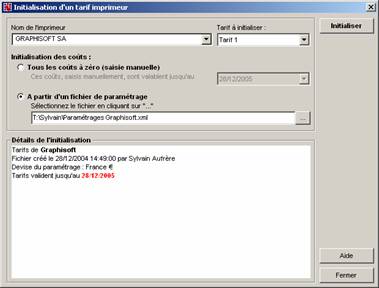 Initialisation d'un tarif imprimeur
Nom de l'imprimeur
Tarif à initialiser :
Initialiser
GRAPHISOFT SA
Tarif 1
Initialisation des coûts :
Tous les coûts à zéro (saisie manuelle)
Ces coûts, saisis manuellement, sont valablent jusqu'au
28/12/2005
A partir d'un fichier de paramétrage
Sélectionnez le fichier en cliquant sur "..."
T:\Sylvain\Paramétrages Graphisoft.xml
...
Détails de l'initialisation
Tarifs de Graphisoft
Fichier créé le 28/12/2004 14:49:00 par Sylvain Aufrère
Devise du paramétrage : France €
Tarifs valident jusqu'au 28/12/2005
Aide
Fermer